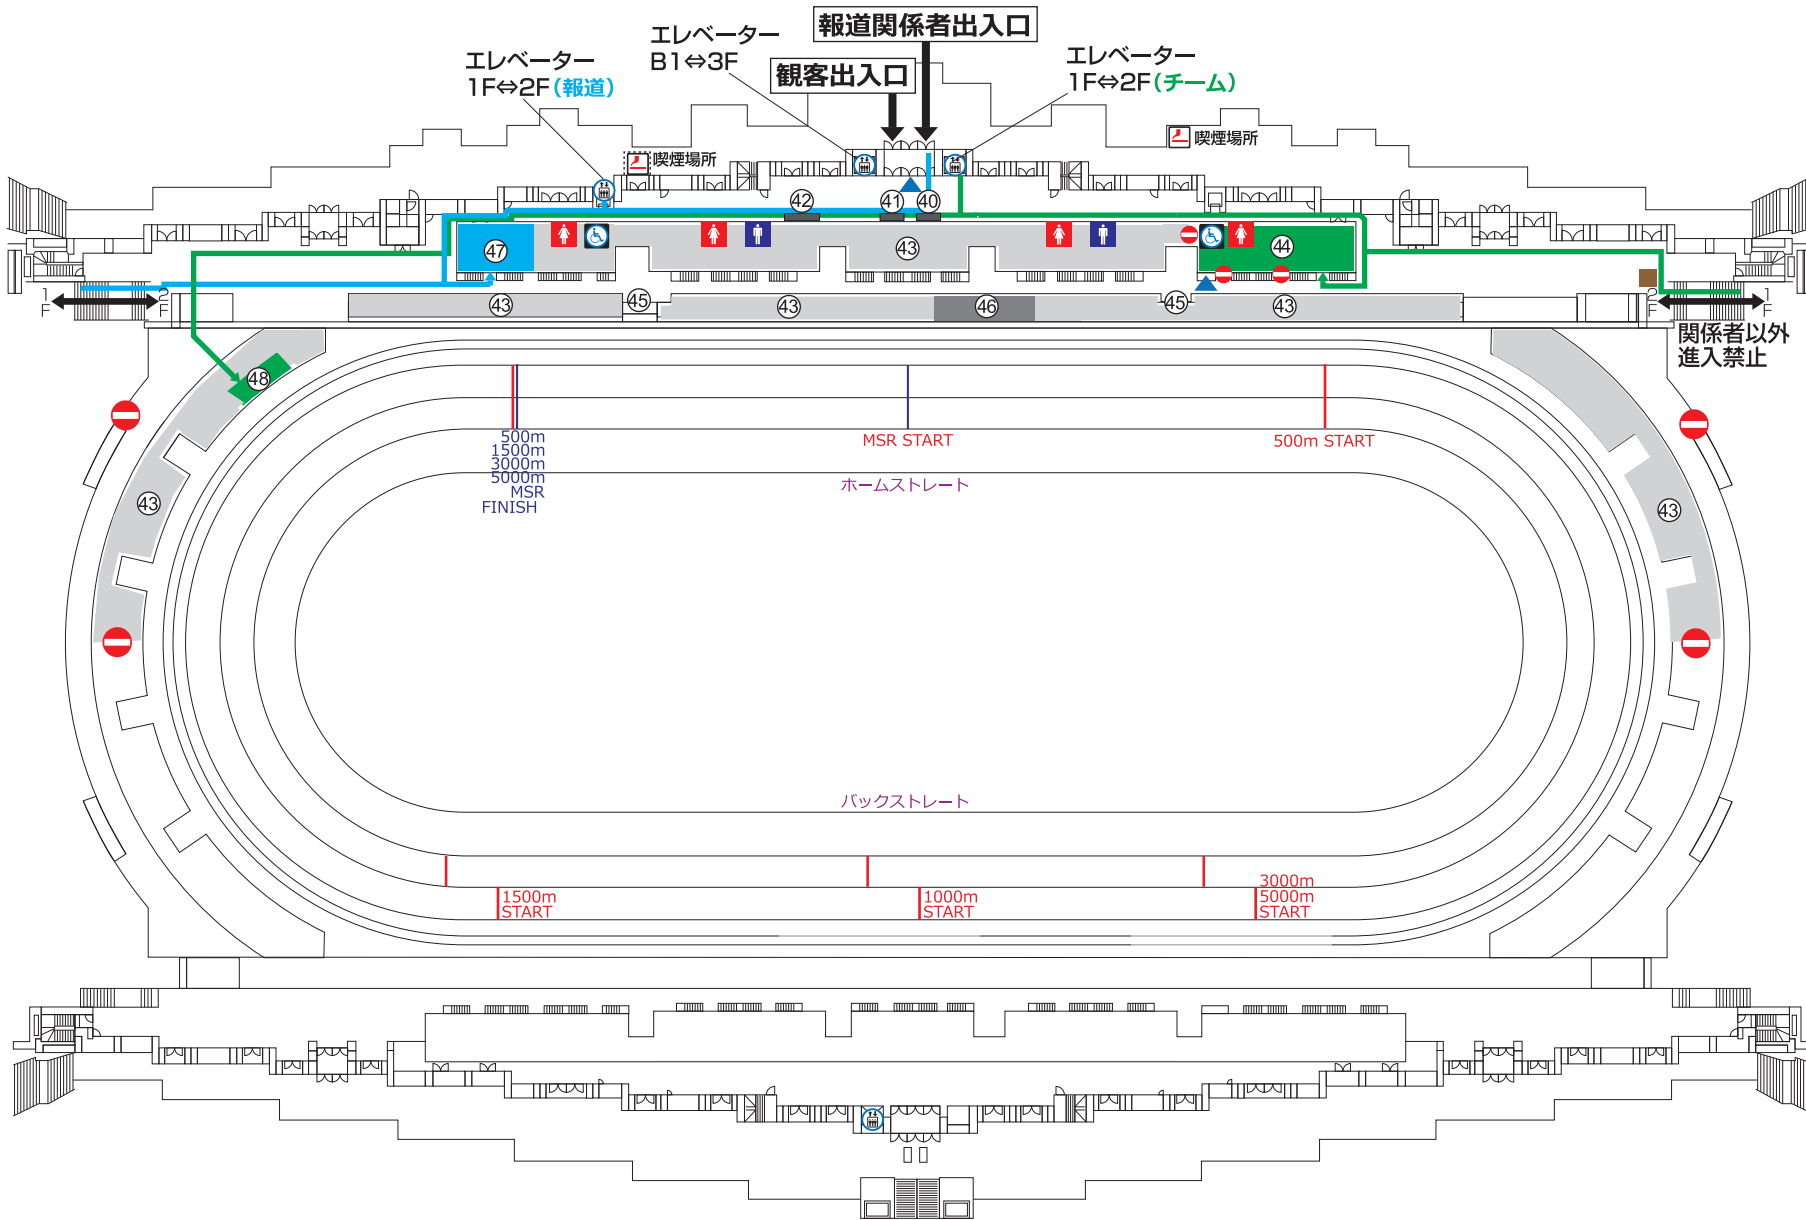 報道関係者出入口
エレベーター
B1⇔3F
エレベーター
1F⇔2F(報道)
観客出入口
エレベーター
1F⇔2F(チーム)
喫煙場所
喫煙場所
42
41
40
47
43
44
1F
2F
43
45
43
46
45
43
2F
1F
関係者以外
進入禁止
48
500m
1500m
3000m
5000m
MSR
FINISH
MSR START
500m START
ホームストレート
43
43
バックストレート
1500m
START
1000m
START
3000m
5000m
START